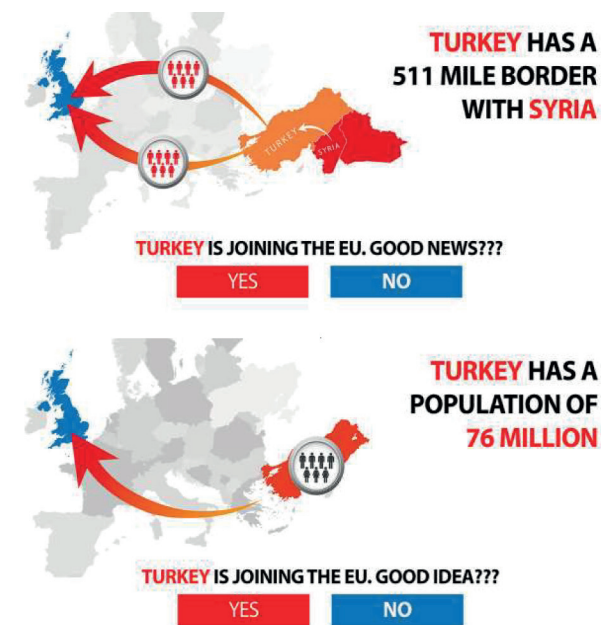 TURKEY HAS A
511 MILE BORDER
WITH SYRIA
TURKEY
SYRIA
TURKEY IS JOINING THE EU. GOOD NEWS???
YES NO
TURKEY HAS A
POPULATION OF
76 MILLION
TURKEY IS JOINING THE EU. GOOD IDEA???
YES NO